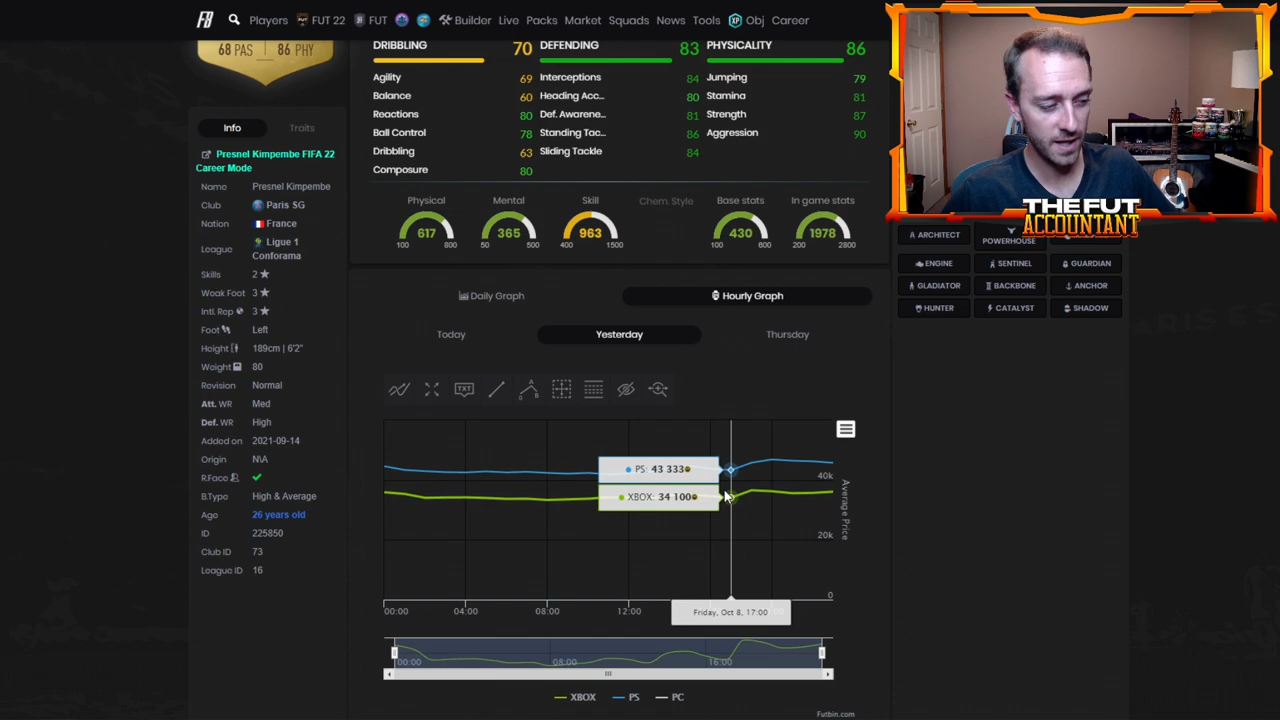 FB Players FUT 22 FUT Builder Live Packs Market Squads News Tools XP Obj Career
68 PAS 86 PHY
DRIBBLING 70 DEFENDING 83 PHYSICALITY 86
Agility 69 Interceptions 84 Jumping 79
Balance 60 Heading Acc... 80 Stamina 81
Reactions 80 Def. Awarene... 81 Strength 87
Ball Control 78 Standing Tac... 86 Aggression 90
Dribbling 63 Sliding Tackle 84
Composure 80
Info Traits
Presnel Kimpembe FIFA 22
Career Mode
Name Presnel Kimpembe
Club Paris SG
Nation France
League Ligue 1
Conforama
Skills 2
Weak Foot 3
Intl. Rep 3
Foot Left
Height 189cm | 6'2"
Weight 80
Revision Normal
Att. WR Med
Def. WR High
Added on 2021-09-14
Origin N\A
R.Face
B.Type High & Average
Age 26 years old
ID 225850
Club ID 73
League ID 16
Physical Mental Skill Chem. Style Base stats In game stats
617 365 963 430 1978
100 800 50 500 400 1500 100 600 200 2800
Daily Graph Hourly Graph
Today Yesterday Thursday
TXT
PS: 43 333
XBOX: 34 100
40k
20k
0
Average Price
00:00 04:00 08:00 12:00
Friday, Oct 8, 17:00
00:00 08:00 16:00
XBOX PS PC
Futbin.com
THE FUT
ACCOUNTANT
ARCHITECT POWERHOUSE
ENGINE SENTINEL GUARDIAN
GLADIATOR BACKBONE ANCHOR
HUNTER CATALYST SHADOW